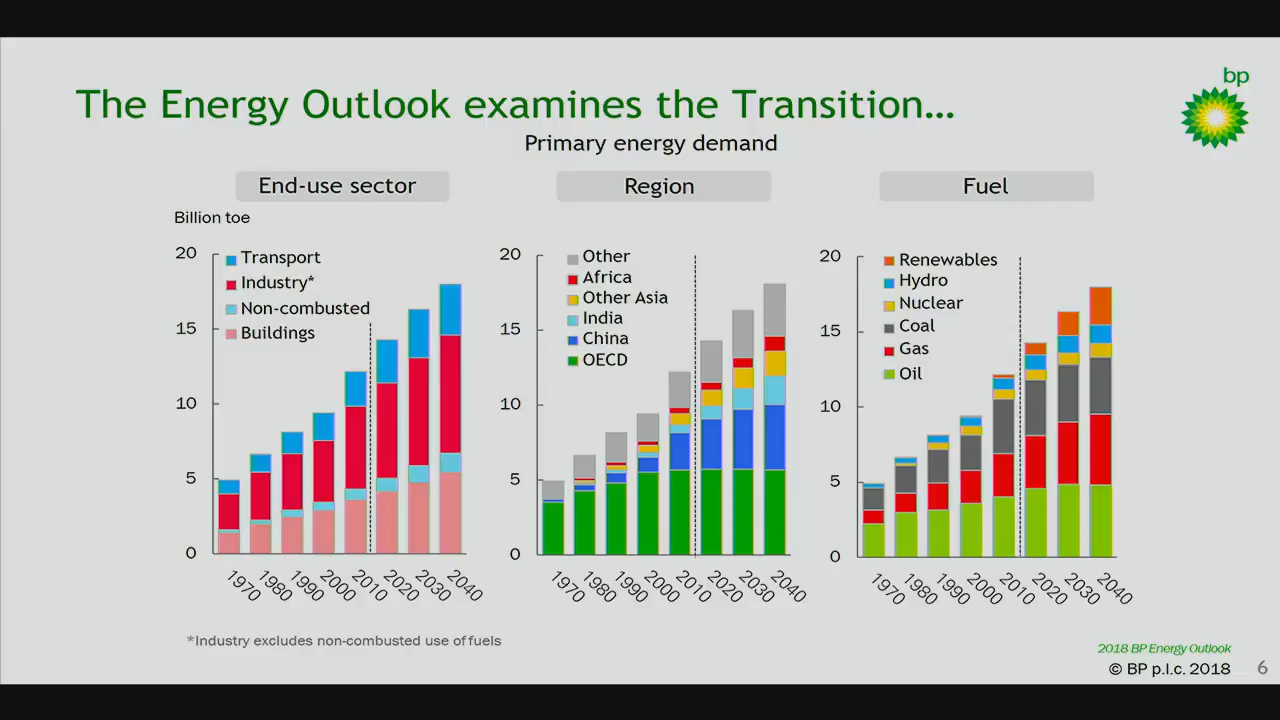 bp
The Energy Outlook examines the Transition...
Primary energy demand
End-use sector
Region
Fuel
Billion toe
20
15
10
5
0
Transport
Industry*
Non-combusted
Buildings
1970
1980
1990
2000
2010
2020
2030
2040
20
15
10
5
0
Other
Africa
Other Asia
India
China
OECD
1970
1980
1990
2000
2010
2020
2030
2040
20
15
10
5
0
Renewables
Hydro
Nuclear
Coal
Gas
Oil
1970
1980
1990
2000
2010
2020
2030
2040
*Industry excludes non-combusted use of fuels
2018 BP Energy Outlook
© BP p.l.c. 2018
6